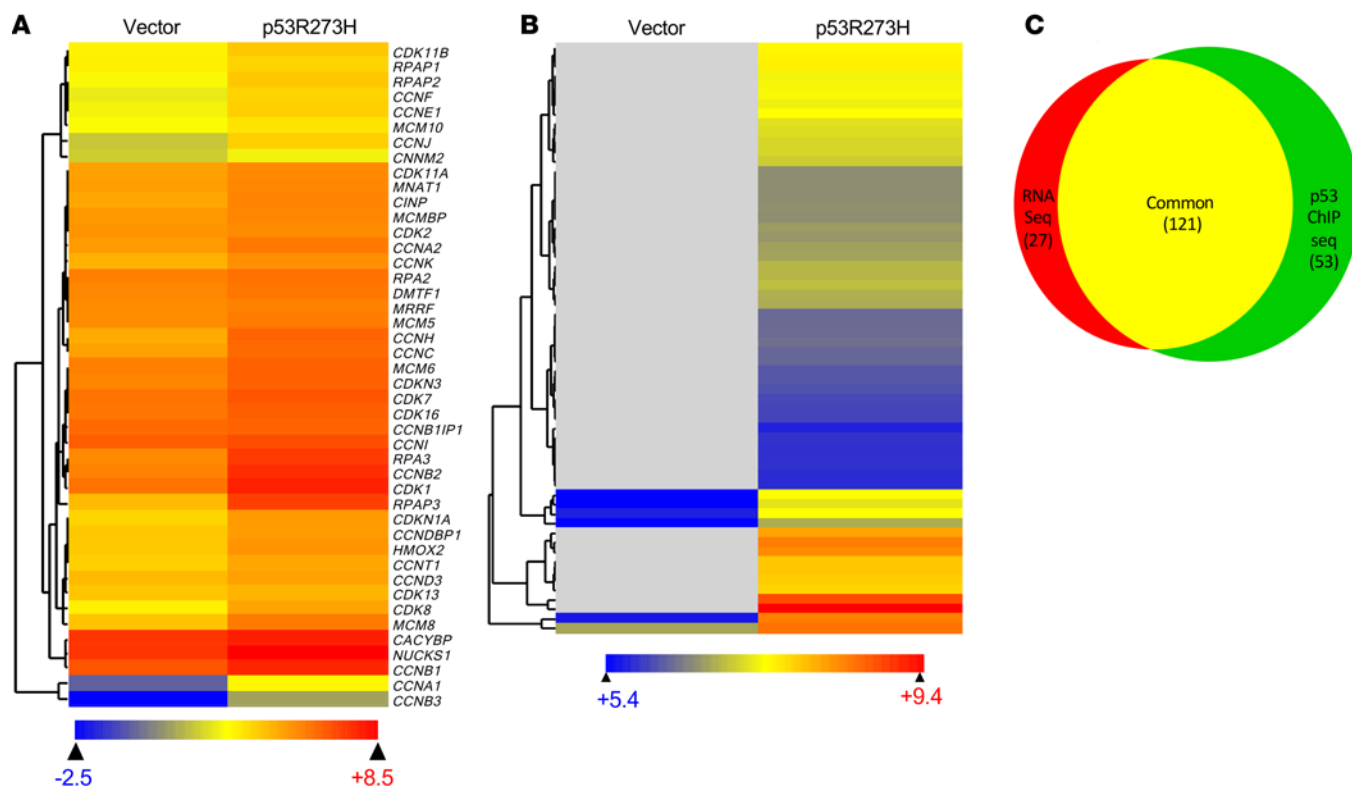 A
Vector p53R273H
CDK11B
RPAP1
RPAP2
CCNF
CCNE1
MCM10
CCNJ
CNNM2
CDK11A
MNAT1
CINP
MCMBP
CDK2
CCNA2
CCNK
RPA2
DMTF1
MRRF
MCM5
CCNH
CCNC
MCM6
CDKN3
CDK7
CDK16
CCNB1IP1
CCNI
RPA3
CCNB2
CDK1
RPAP3
CDKN1A
CCNDBP1
HMOX2
CCNT1
CCND3
CDK13
CDK8
MCM8
CACYBP
NUCKS1
CCNB1
CCNA1
CCNB3
-2.5 +8.5
B
Vector p53R273H
+5.4 +9.4
C
RNA
Seq
(27)
Common
(121)
p53
ChIP
seq
(53)